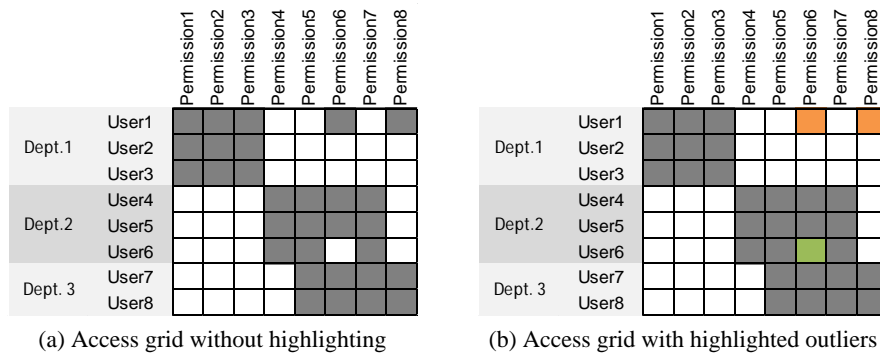 Permission1 Permission2 Permission3 Permission4 Permission5 Permission6 Permission7 Permission8
Dept.1
User1
User2
User3
Dept.2
User4
User5
User6
Dept. 3
User7
User8
(a) Access grid without highlighting
Permission1 Permission2 Permission3 Permission4 Permission5 Permission6 Permission7 Permission8
Dept.1
User1
User2
User3
Dept.2
User4
User5
User6
Dept. 3
User7
User8
(b) Access grid with highlighted outliers